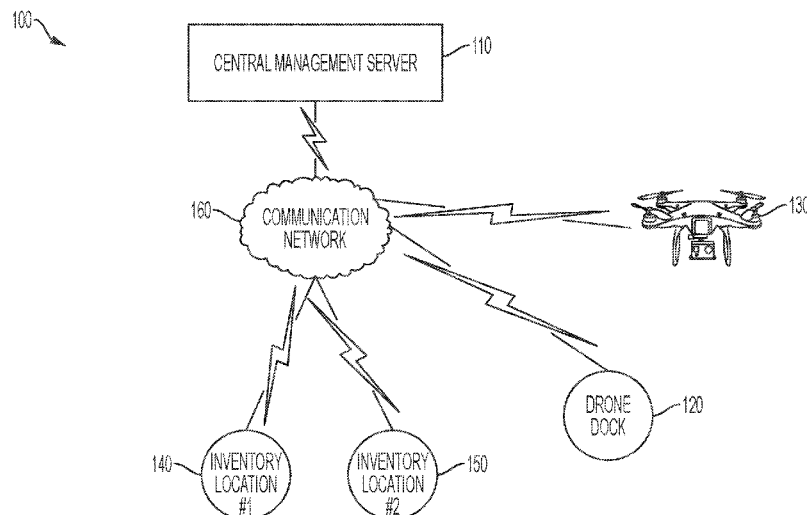 100
CENTRAL MANAGEMENT SERVER
110
160
COMMUNICATION
NETWORK
130
DRONE
DOCK
120
140
INVENTORY
LOCATION
#1
INVENTORY
LOCATION
#2
150